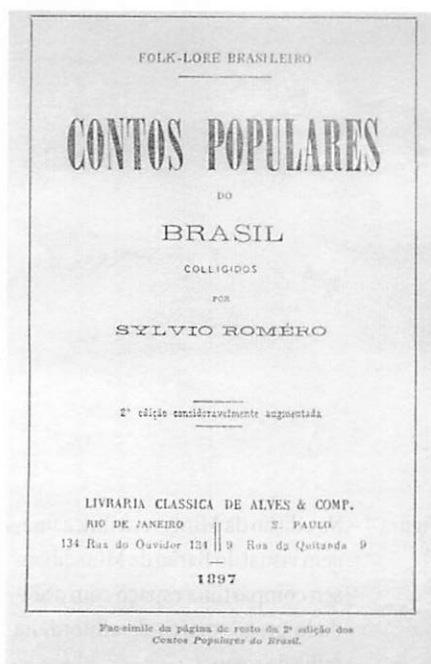 FOLK-LORE BRASILEIRO
CONTOS POPULARES
DO
BRASIL
COLLIGIDOS
POR
SYLVIO ROMÉRO
2ª edição consideravelmente augmentada
LIVRARIA CLASSICA DE ALVES & COMP.
RIO DE JANEIRO S. PAULO
134 Rua do Ouvidor 134 9 Rua da Quitanda 9
1897
Fac-simile da página de rosto da 2ª edição dos
Contos Populares do Brasil.